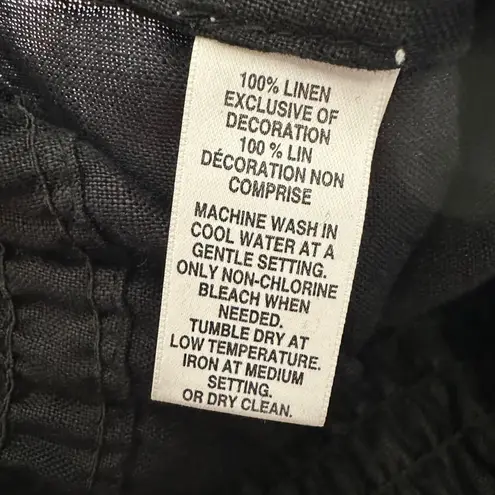 100% LINEN
EXCLUSIVE OF
DECORATION
100 % LIN
DÉCORATION NON
COMPRISE
MACHINE WASH IN
COOL WATER AT A
GENTLE SETTING.
ONLY NON-CHLORINE
BLEACH WHEN
NEEDED.
TUMBLE DRY AT
LOW TEMPERATURE.
IRON AT MEDIUM
SETTING.
OR DRY CLEAN.